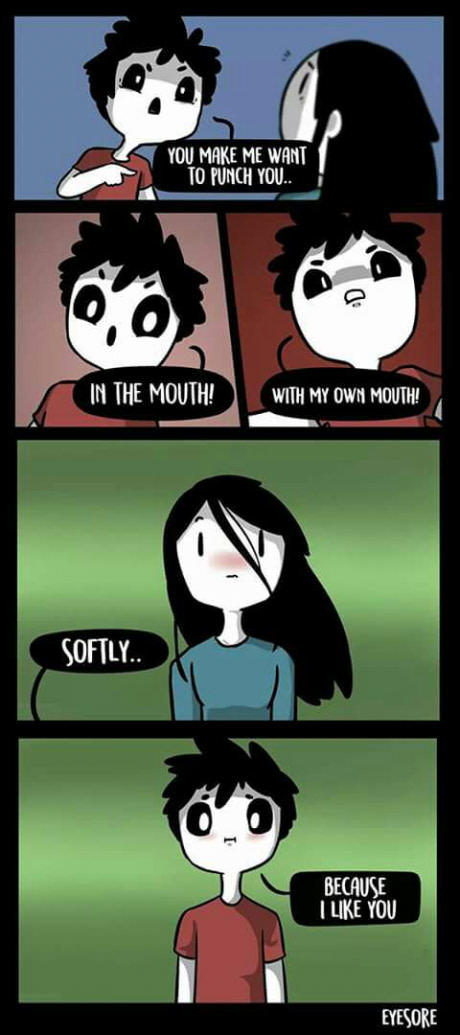 YOU MAKE ME WANT
TO PUNCH YOU..
IN THE MOUTH!
WITH MY OWN MOUTH!
SOFTLY..
BECAUSE
I LIKE YOU
EYESORE